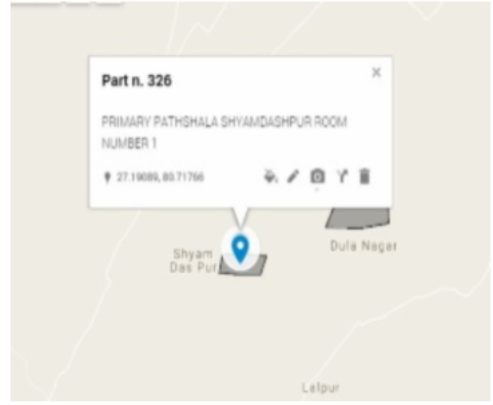 Part n. 326
PRIMARY PATHSHALA SHYAMDASHPUR ROOM
NUMBER 1
27.19089, 80.71766
Dula Nagar
Shyam
Das Pur
Lalpur